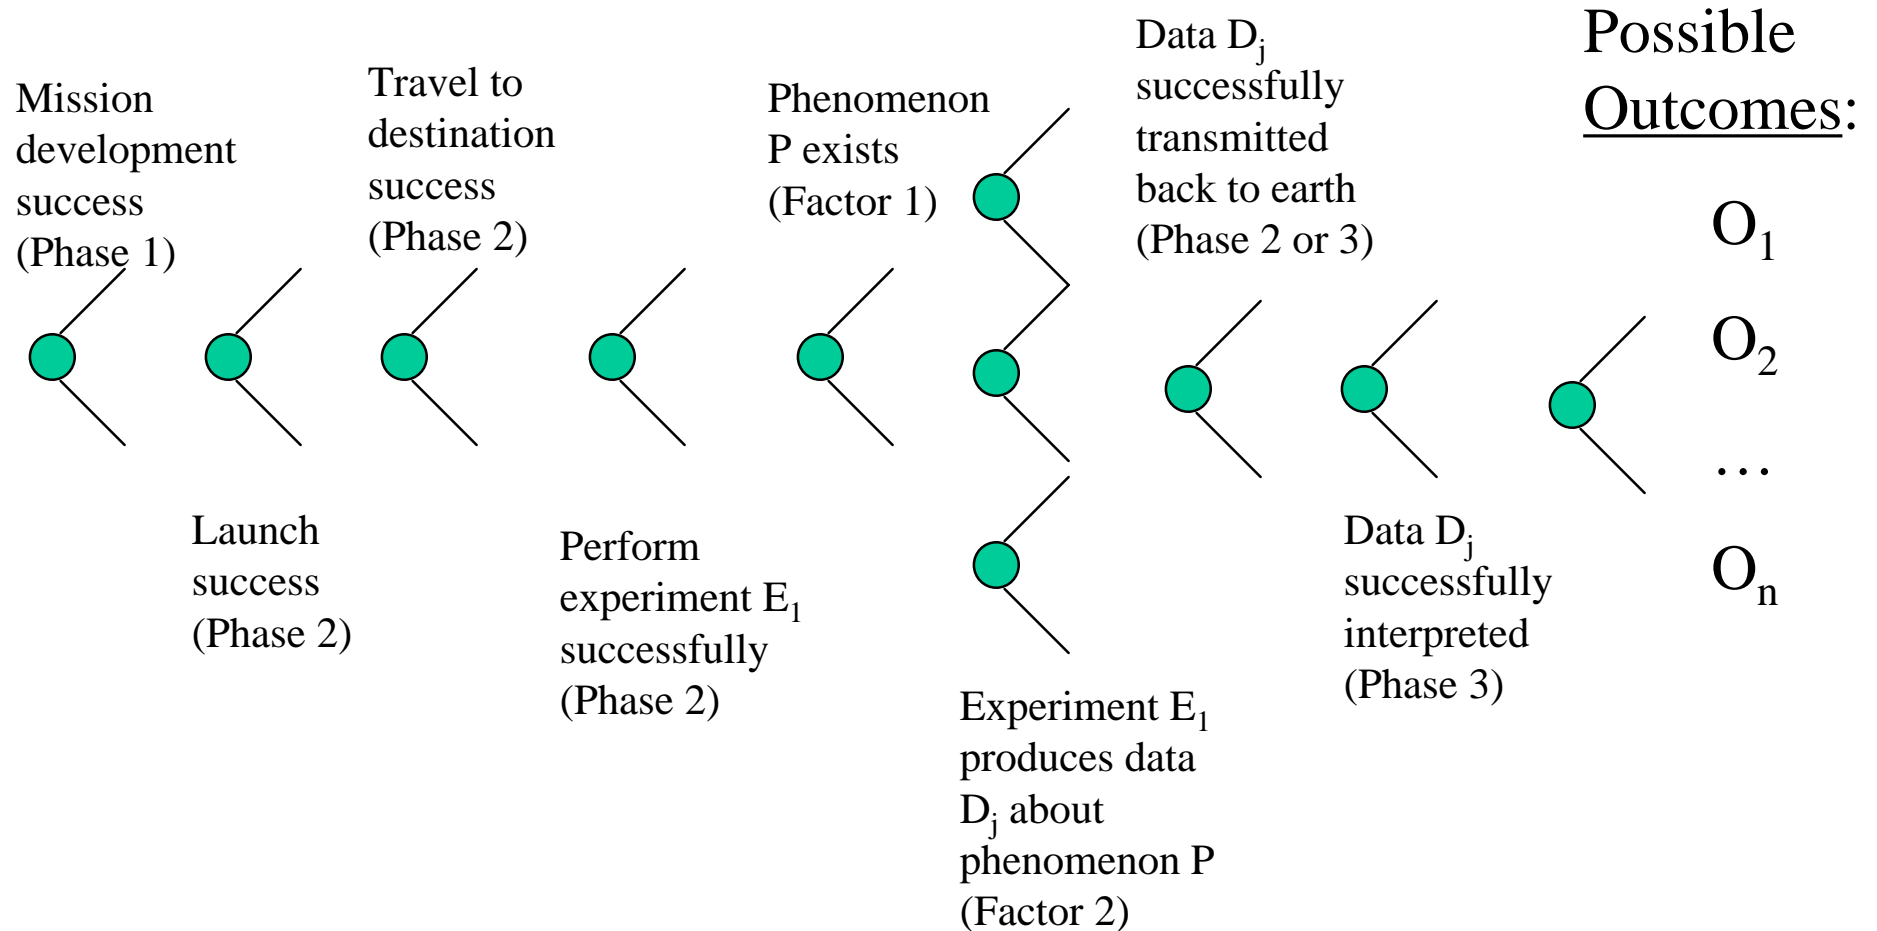 Mission
development
success
(Phase 1)
Launch
success
(Phase 2)
Travel to
destination
success
(Phase 2)
Perform
experiment E₁
successfully
(Phase 2)
Phenomenon
P exists
(Factor 1)
Experiment E₁
produces data
Dⱼ about
phenomenon P
(Factor 2)
Data Dⱼ
successfully
transmitted
back to earth
(Phase 2 or 3)
Data Dⱼ
successfully
interpreted
(Phase 3)
Possible
Outcomes:
O₁
O₂
…
Oₙ